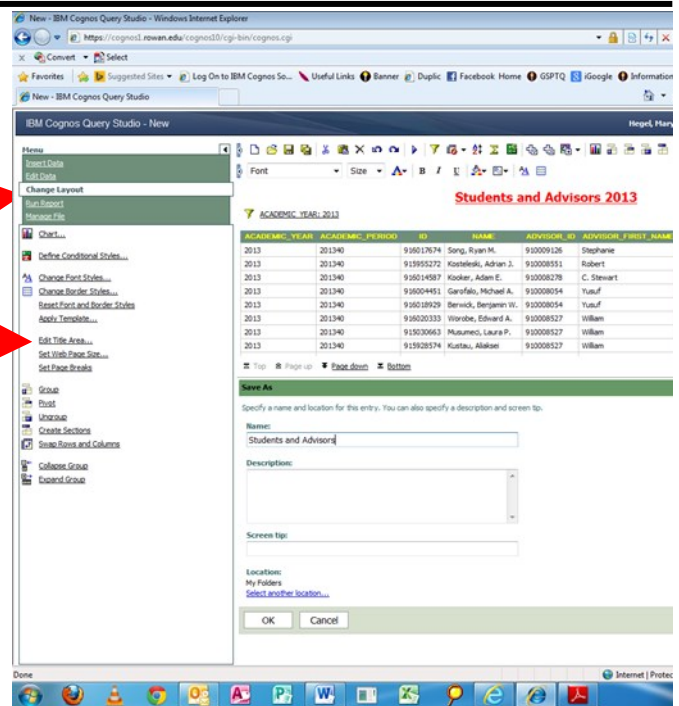 New - IBM Cognos Query Studio - Windows Internet Explorer
https://cognos1.rowan.edu/cognos10/cgi-bin/cognos.cgi
x Convert Select
Favorites Suggested Sites Log On to IBM Cognos So... Useful Links Banner Duplic Facebook Home GSPTQ iGoogle Information
New - IBM Cognos Query Studio
IBM Cognos Query Studio - New Hegel, Mary
Menu
Insert Data
Edit Data
Change Layout
Run Report
Manage File
Chart...
Define Conditional Styles...
Change Font Styles...
Change Border Styles...
Reset Font and Border Styles
Apply Template...
Edit Title Area...
Set Web Page Size...
Set Page Breaks
Group
Pivot
Ungroup
Create Sections
Swap Rows and Columns
Collapse Group
Expand Group
Font Size A B I U
Students and Advisors 2013
ACADEMIC_YEAR: 2013
ACADEMIC_YEAR ACADEMIC_PERIOD ID NAME ADVISOR_ID ADVISOR_FIRST_NAME
2013 201340 916017674 Song, Ryan M. 910009126 Stephanie
2013 201340 915955272 Kosteleski, Adrian J. 910008551 Robert
2013 201340 916014587 Kooker, Adam E. 910008278 C. Stewart
2013 201340 916004451 Garofalo, Michael A. 910008054 Yusuf
2013 201340 916018929 Berwick, Benjamin W. 910008054 Yusuf
2013 201340 916020333 Worobe, Edward A. 910008527 William
2013 201340 915030663 Musumeci, Laura P. 910008527 William
2013 201340 915928574 Kustau, Aliaksei 910008527 William
Top Page up Page down Bottom
Save As
Specify a name and location for this entry. You can also specify a description and screen tip.
Name:
Students and Advisors
Description:
Screen tip:
Location:
My Folders
Select another location...
OK Cancel
Done Internet | Protec